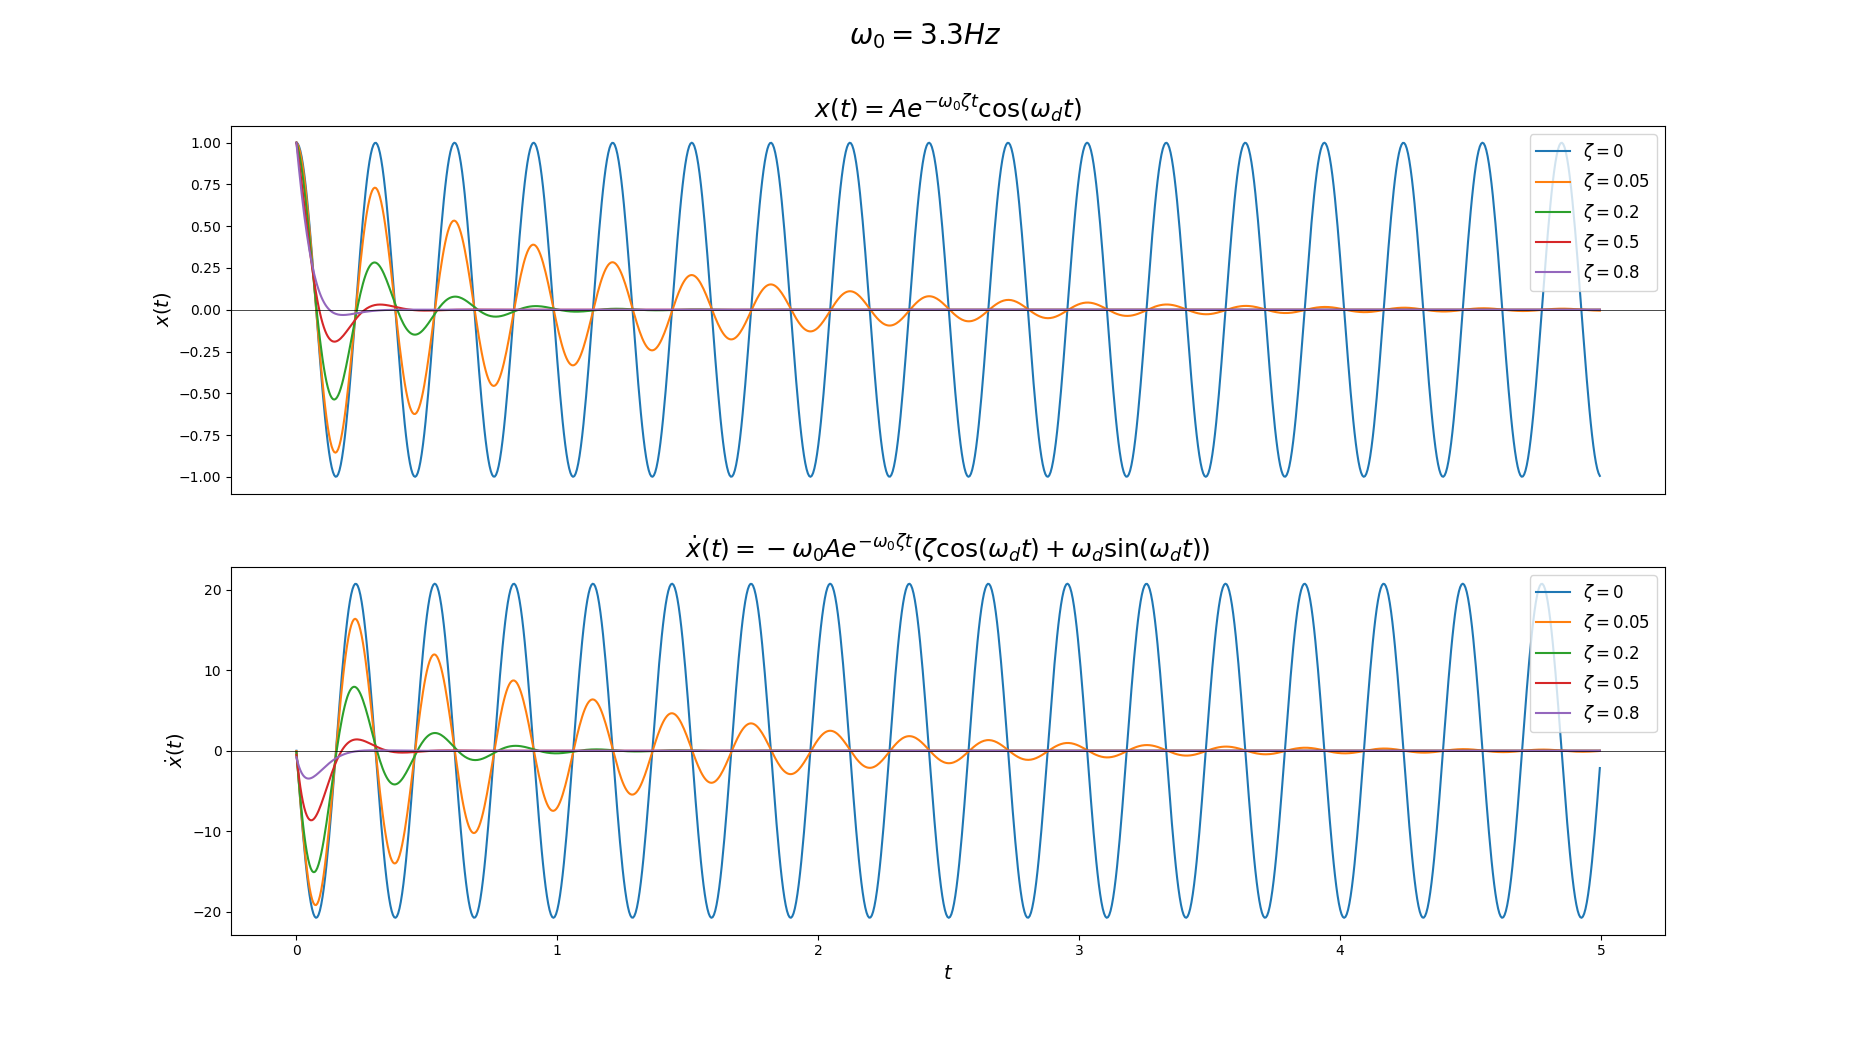 ω₀ = 3.3Hz
x(t) = Ae^{−ω₀ζt}cos(ω_d t)
1.00
0.75
0.50
0.25
0.00
−0.25
−0.50
−0.75
−1.00
x(t)
ζ = 0
ζ = 0.05
ζ = 0.2
ζ = 0.5
ζ = 0.8
ẋ(t) = − ω₀Ae^{−ω₀ζt}(ζcos(ω_d t) + ω_d sin(ω_d t))
20
10
0
−10
−20
ẋ(t)
ζ = 0
ζ = 0.05
ζ = 0.2
ζ = 0.5
ζ = 0.8
0 1 2 3 4 5
t